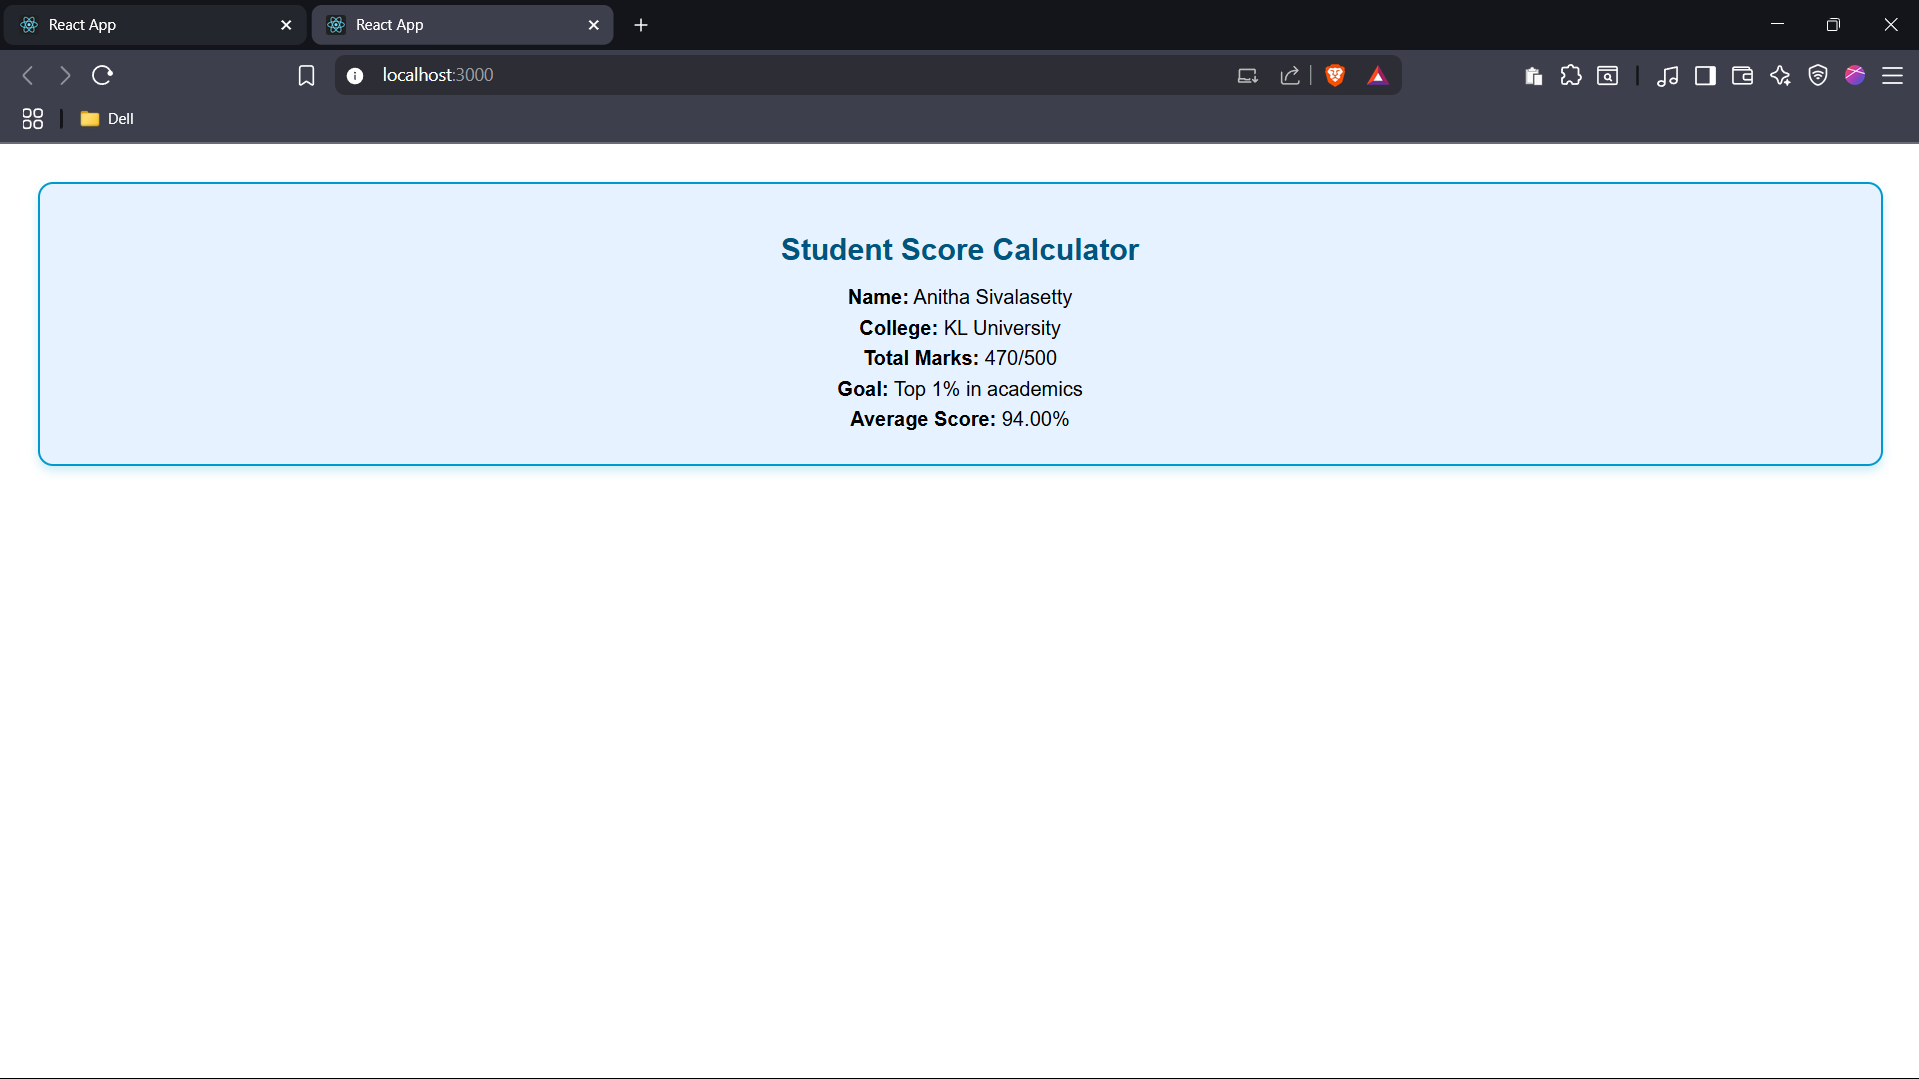 React App
React App
localhost:3000
Dell
Student Score Calculator
Name: Anitha Sivalasetty
College: KL University
Total Marks: 470/500
Goal: Top 1% in academics
Average Score: 94.00%